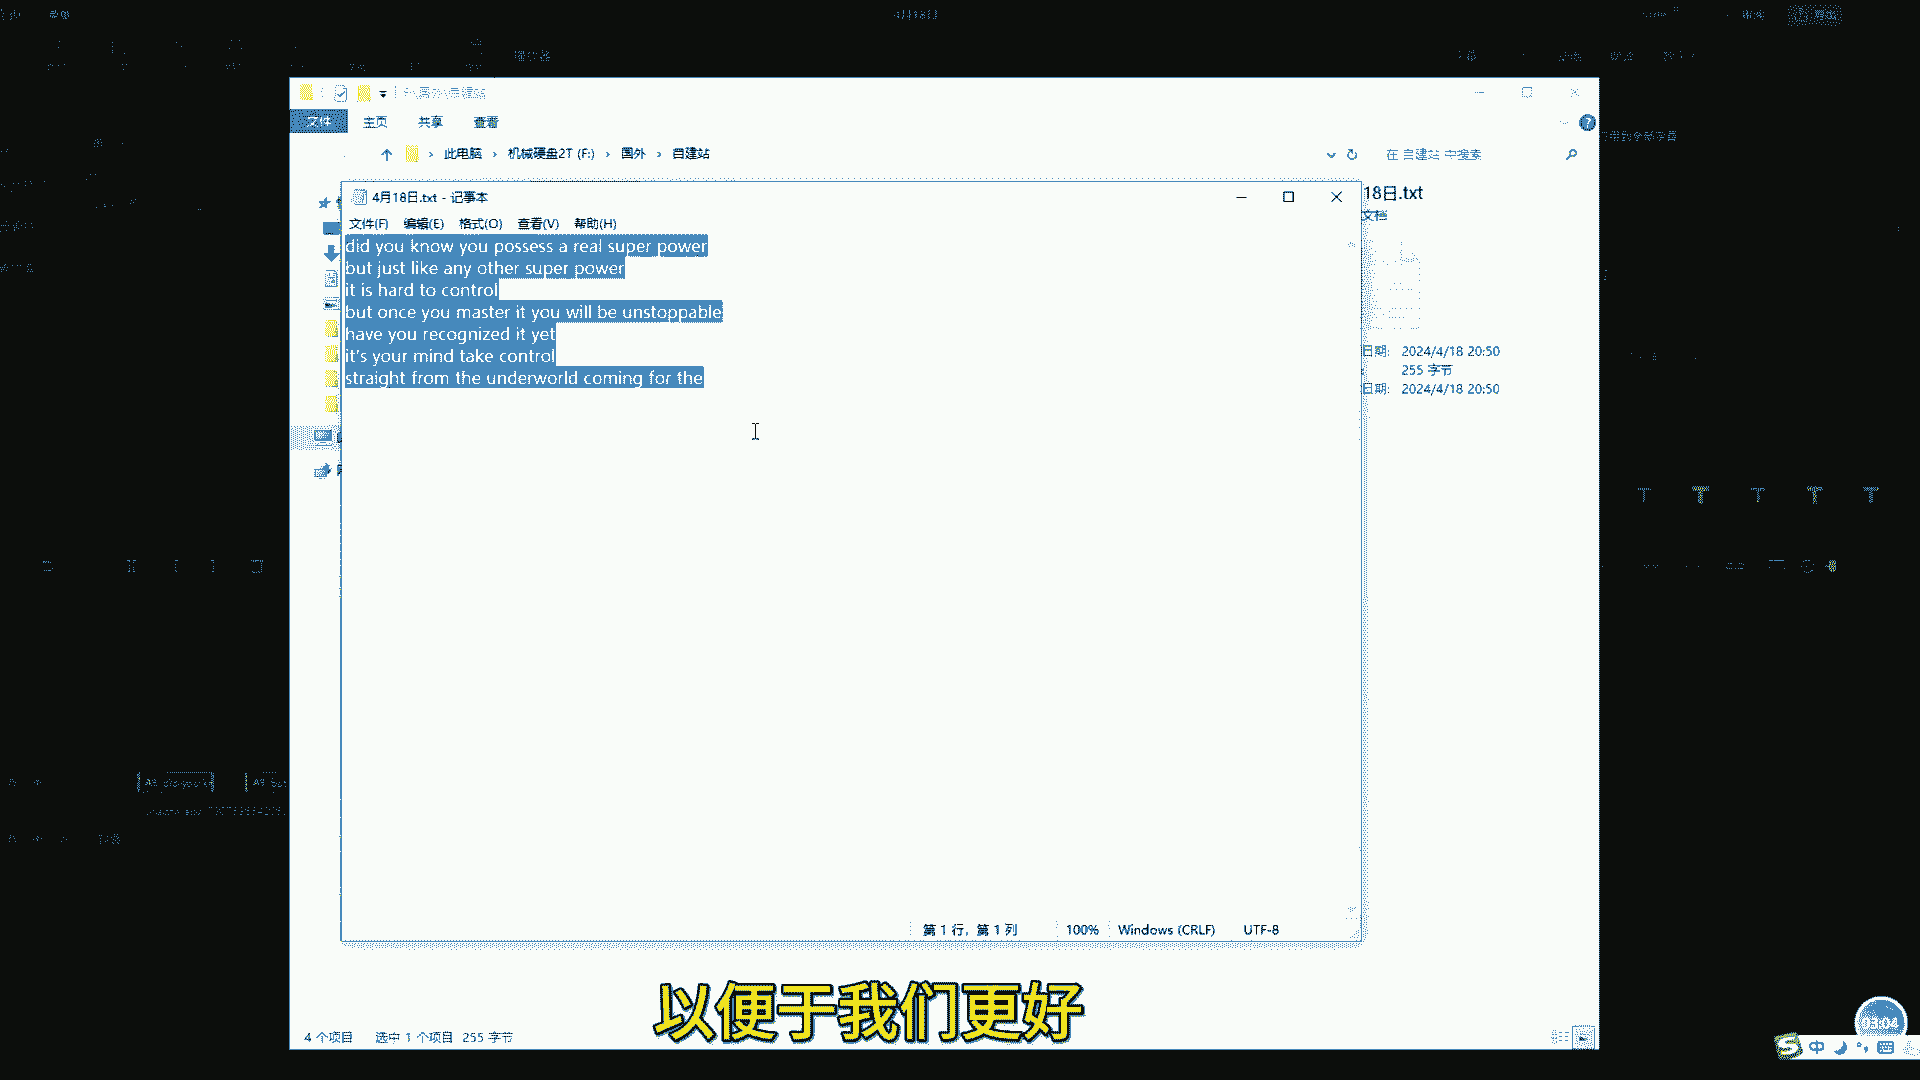 4月18日
文件
主页
共享
查看
此电脑 › 机械硬盘2T (F:) › 国外 › 自建站
在 自建站 中搜索
4月18日.txt - 记事本
文件(F) 编辑(E) 格式(O) 查看(V) 帮助(H)
did you know you possess a real super power
but just like any other super power
it is hard to control
but once you master it you will be unstoppable
have you recognized it yet
it's your mind take control
straight from the underworld coming for the
18日.txt
文档
日期: 2024/4/18 20:50
255 字节
日期: 2024/4/18 20:50
第 1 行，第 1 列
100%
Windows (CRLF)
UTF-8
以便于我们更好
4 个项目 选中 1 个项目 255 字节
03:04
中